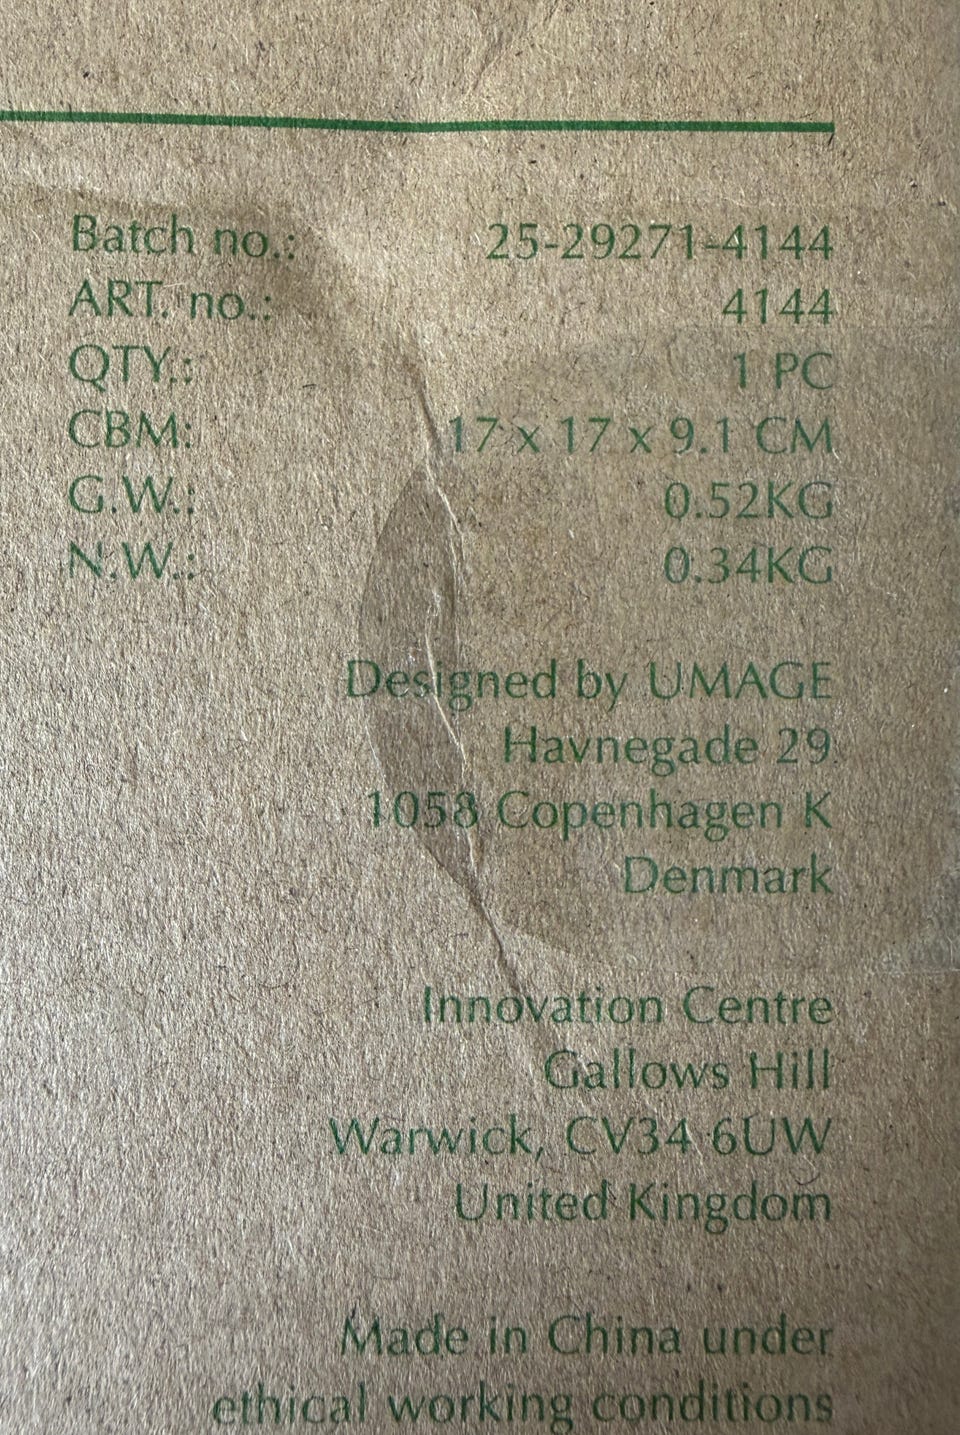 Batch no.: 25-29271-4144
ART. no.: 4144
QTY.: 1 PC
CBM: 17 x 17 x 9.1 CM
G.W.: 0.52KG
N.W.: 0.34KG
Designed by UMAGE
Havnegade 29
1058 Copenhagen K
Denmark
Innovation Centre
Gallows Hill
Warwick, CV34 6UW
United Kingdom
Made in China under
ethical working conditions